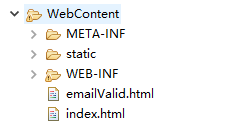 WebContent
META-INF
static
WEB-INF
emailValid.html
index.html